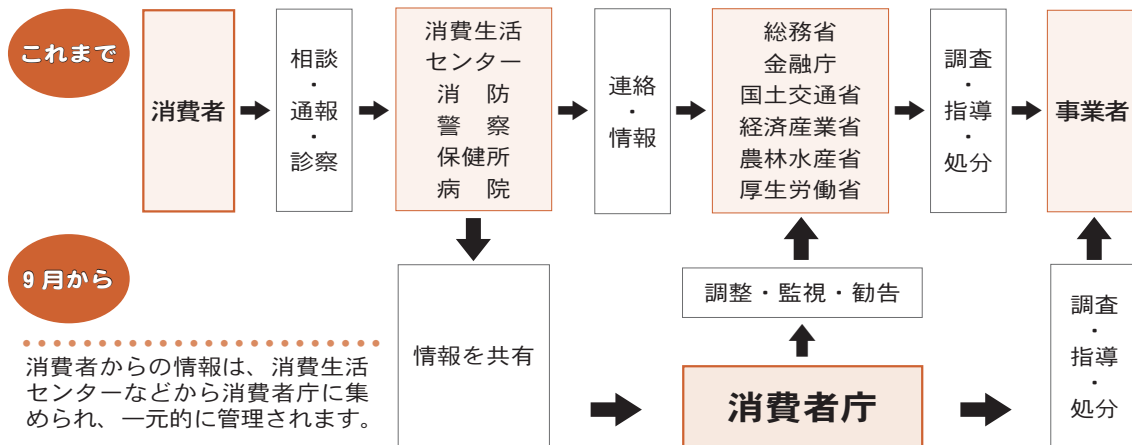 これまで
消費者
相談
・
通報
・
診察
消費生活
センター
消　防
警　察
保健所
病　院
連絡
・
情報
総務省
金融庁
国土交通省
経済産業省
農林水産省
厚生労働省
調査
・
指導
・
処分
事業者
9月から
消費者からの情報は、消費生活
センターなどから消費者庁に集
められ、一元的に管理されます。
情報を共有
調整・監視・勧告
消費者庁
調査
・
指導
・
処分